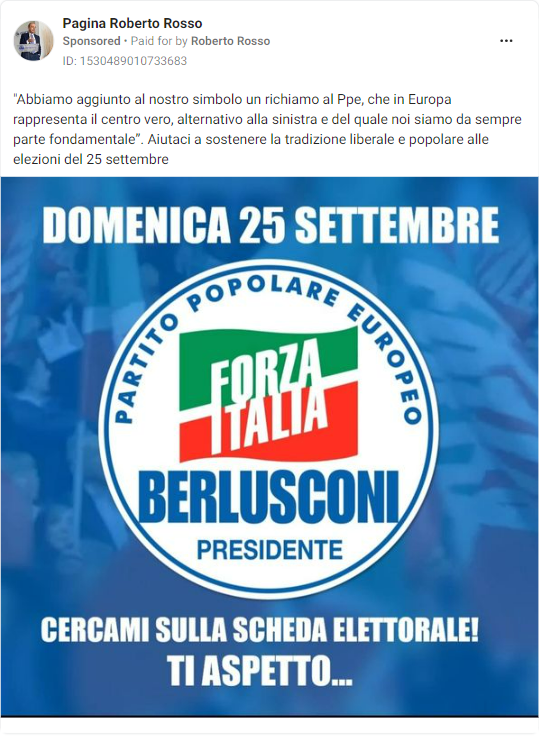 Pagina Roberto Rosso
Sponsored • Paid for by Roberto Rosso
ID: 1530489010733683
"Abbiamo aggiunto al nostro simbolo un richiamo al Ppe, che in Europa
rappresenta il centro vero, alternativo alla sinistra e del quale noi siamo da sempre
parte fondamentale”. Aiutaci a sostenere la tradizione liberale e popolare alle
elezioni del 25 settembre
DOMENICA 25 SETTEMBRE
PARTITO POPOLARE EUROPEO
FORZA
ITALIA
BERLUSCONI
PRESIDENTE
CERCAMI SULLA SCHEDA ELETTORALE!
TI ASPETTO...